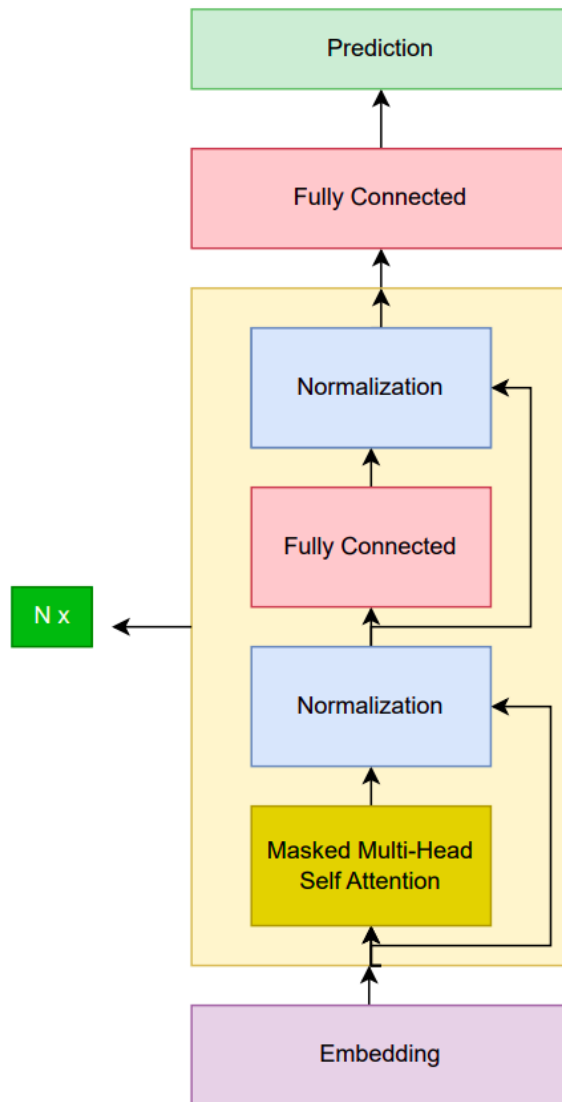 Prediction
Fully Connected
Normalization
Fully Connected
N x
Normalization
Masked Multi-Head
Self Attention
Embedding